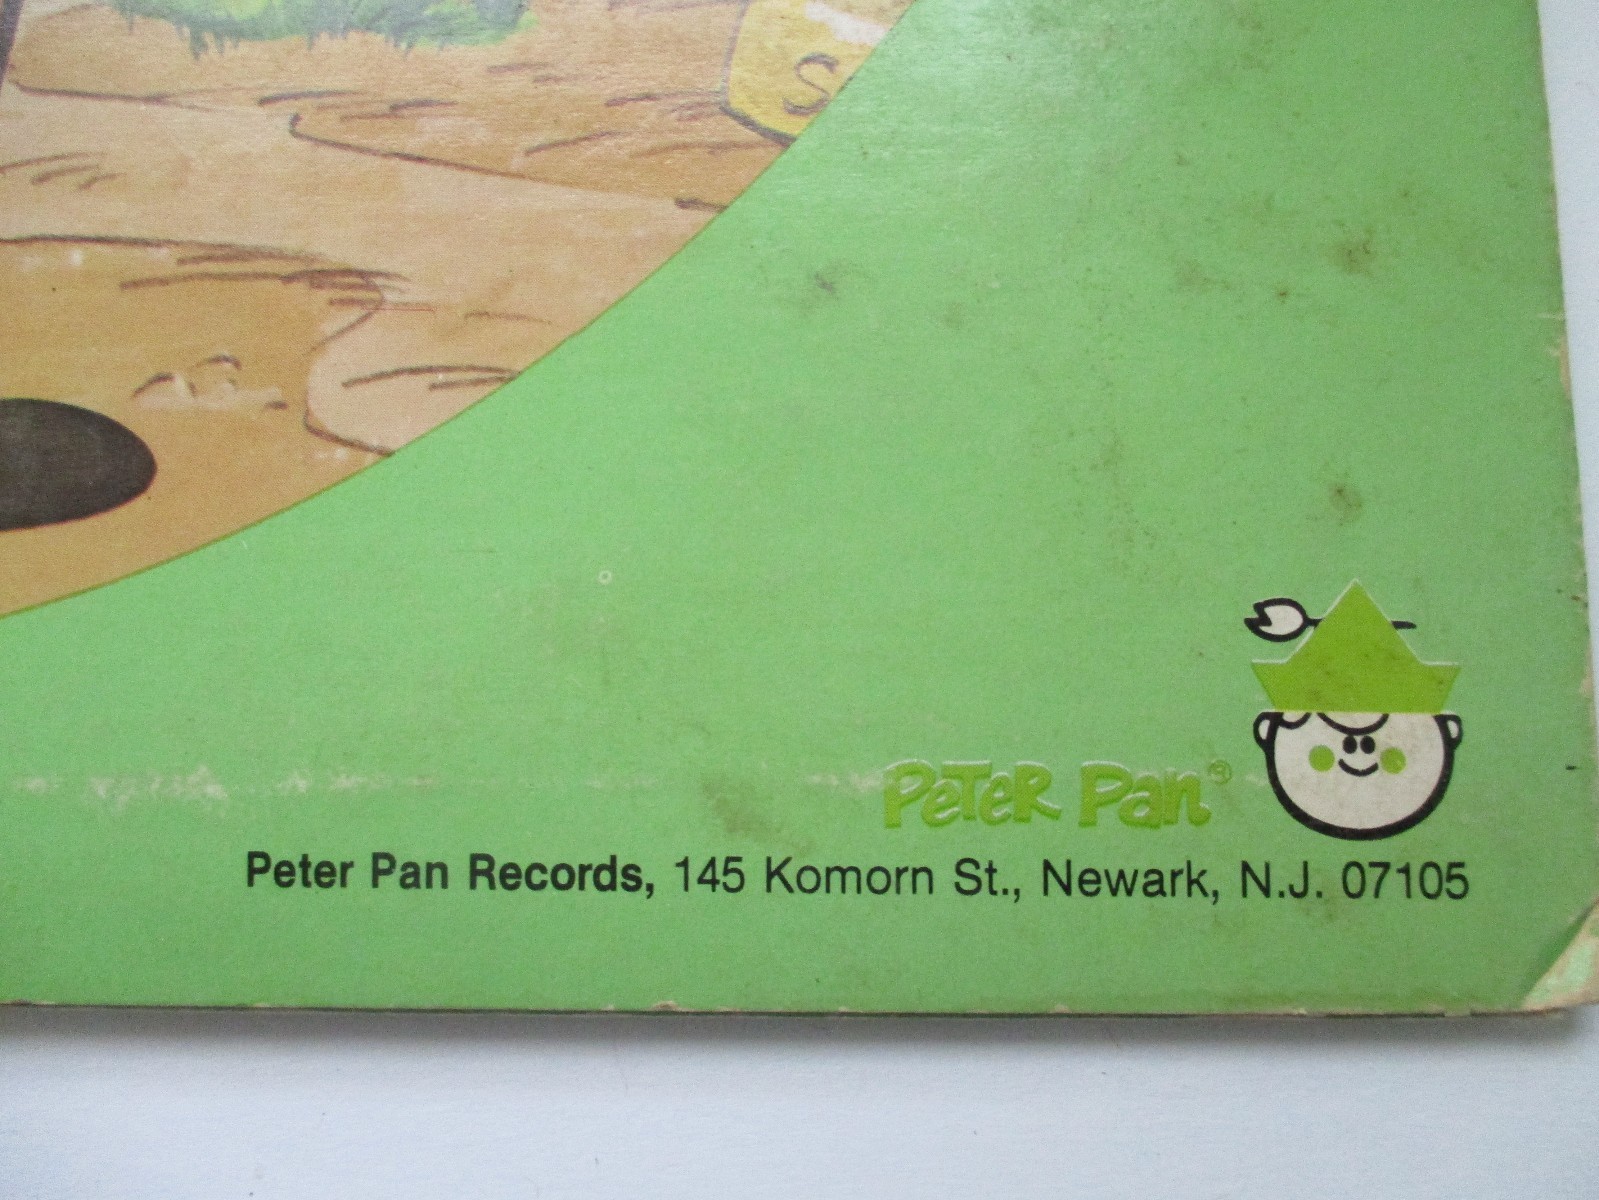 S
PeTeR Pan®
Peter Pan Records, 145 Komorn St., Newark, N.J. 07105